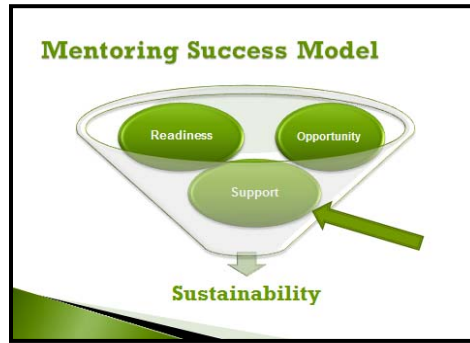 Mentoring Success Model
Readiness
Opportunity
Support
Sustainability